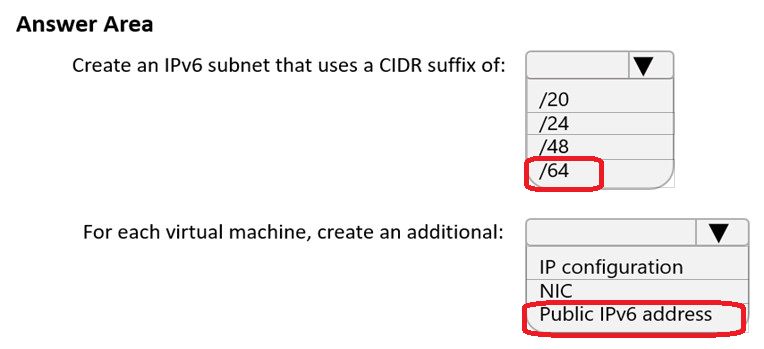 Answer Area
Create an IPv6 subnet that uses a CIDR suffix of:
/20
/24
/48
/64
For each virtual machine, create an additional:
IP configuration
NIC
Public IPv6 address